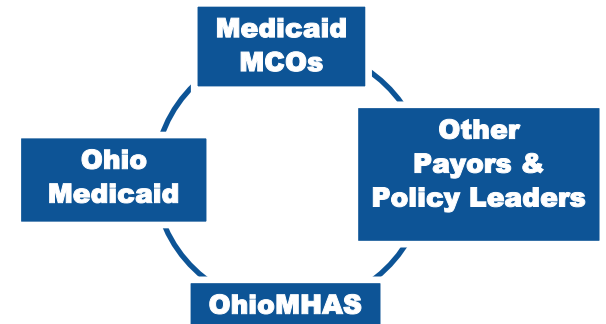 Medicaid
MCOs
Other
Payors &
Policy Leaders
Ohio
Medicaid
OhioMHAS